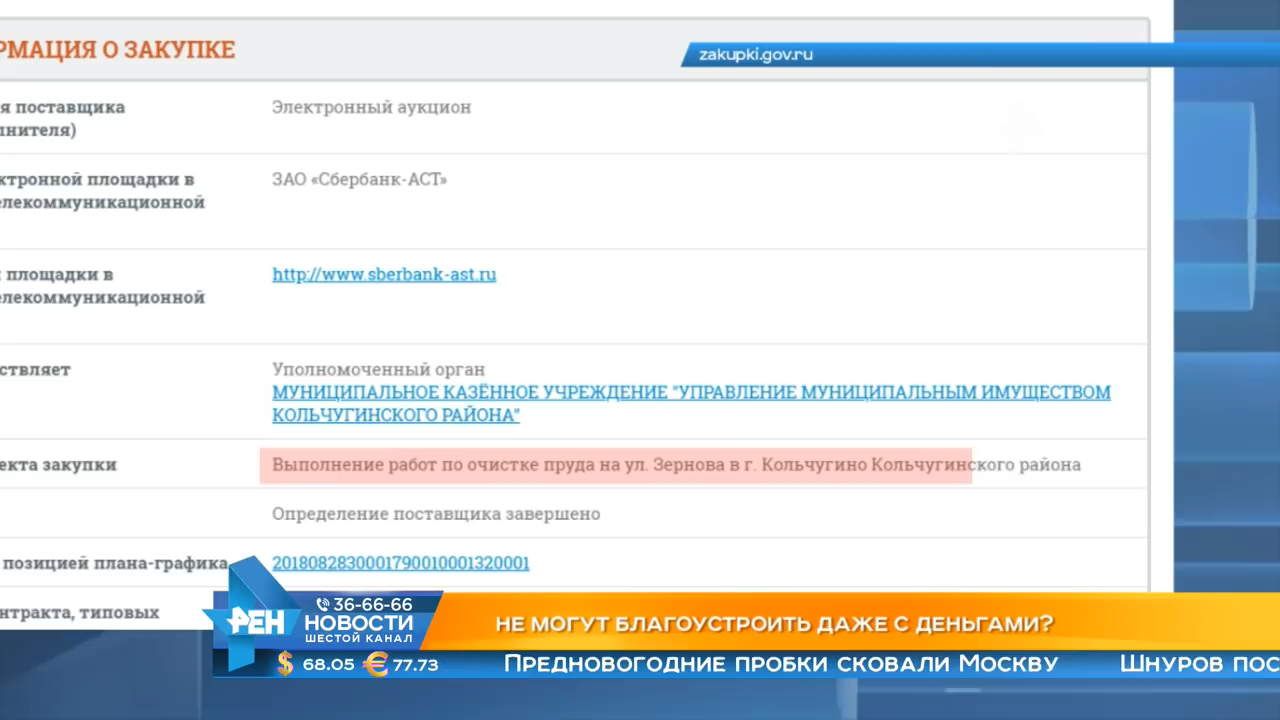 РМАЦИЯ О ЗАКУПКЕ
zakupki.gov.ru
я поставщика
лнителя)
Электронный аукцион
ктронной площадки в
елекоммуникационной
ЗАО «Сбербанк-АСТ»
площадки в
елекоммуникационной
http://www.sberbank-ast.ru
ствляет
Уполномоченный орган
МУНИЦИПАЛЬНОЕ КАЗЁННОЕ УЧРЕЖДЕНИЕ "УПРАВЛЕНИЕ МУНИЦИПАЛЬНЫМ ИМУЩЕСТВОМ
КОЛЬЧУГИНСКОГО РАЙОНА"
екта закупки
Выполнение работ по очистке пруда на ул. Зернова в г. Кольчугино Кольчугинского района
Определение поставщика завершено
позицией плана-графика
2018082830001790010001320001
нтракта, типовых
РЕН
36-66-66
НОВОСТИ
ШЕСТОЙ КАНАЛ
НЕ МОГУТ БЛАГОУСТРОИТЬ ДАЖЕ С ДЕНЬГАМИ?
$ 68.05 € 77.73
Предновогодние пробки сковали Москву
Шнуров пос